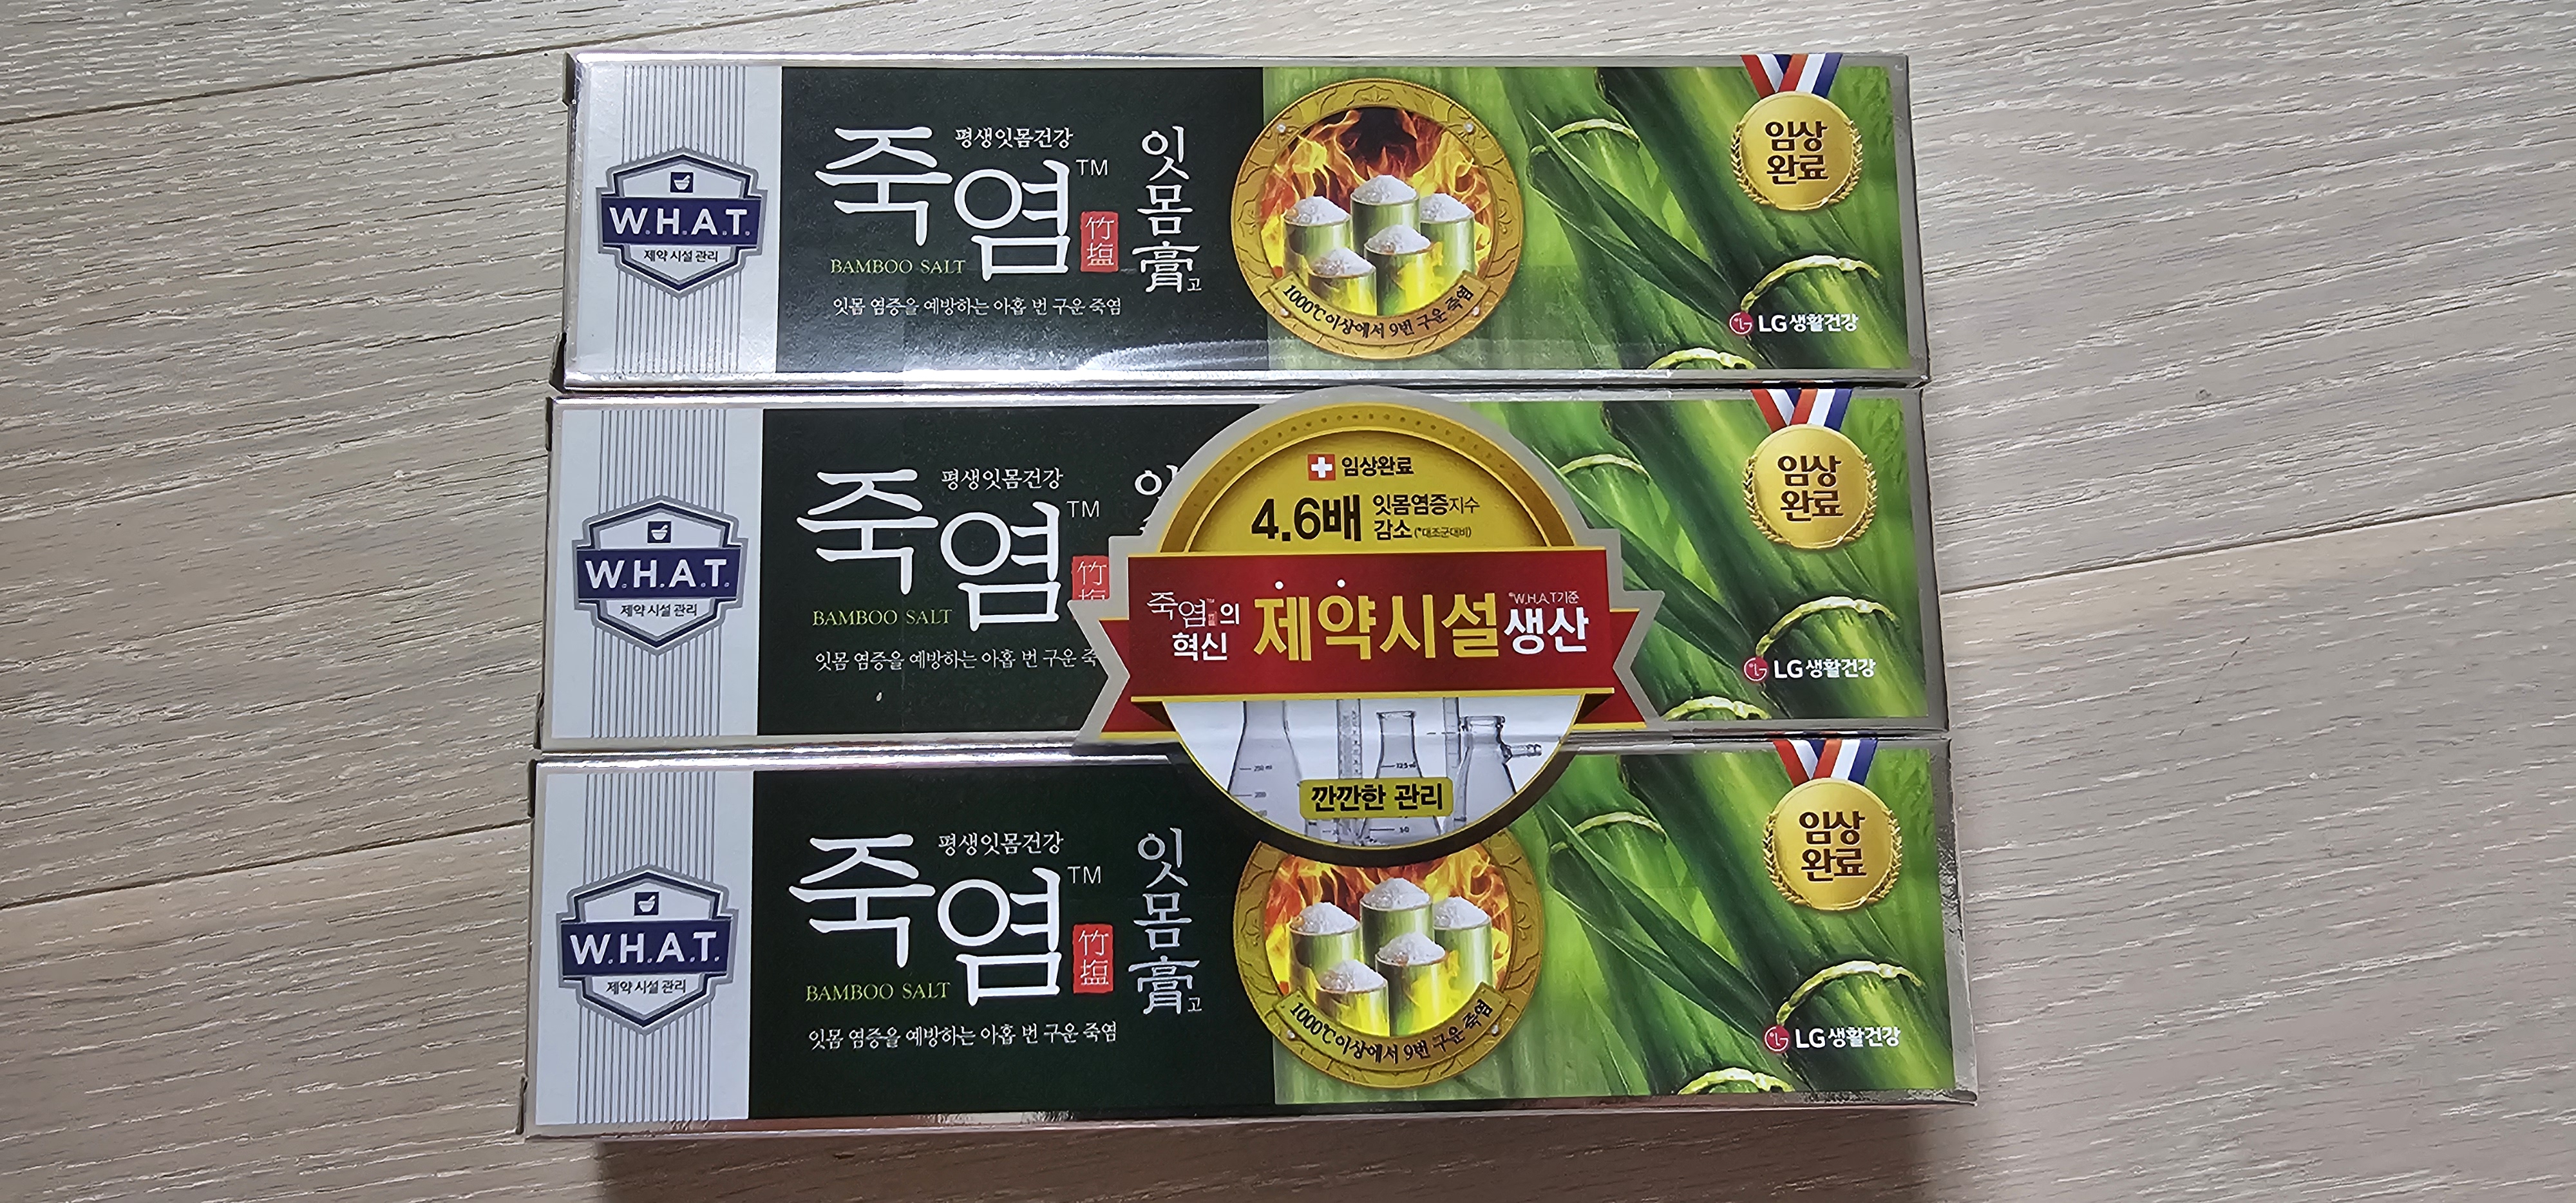 W.H.A.T.
제약 시설 관리
평생잇몸건강
죽염™
竹塩
BAMBOO SALT
잇몸 염증을 예방하는 아홉 번 구운 죽염
잇몸膏고
1000℃이상에서 9번 구운 죽염
임상
완료
LG생활건강
W.H.A.T.
제약 시설 관리
평생잇몸건강
죽염™
竹塩
BAMBOO SALT
잇몸 염증을 예방하는 아홉 번 구운 죽
임상완료
4.6배 잇몸염증지수
감소 (*대조군대비)
죽염™의
혁신
제약시설생산
*W.H.A.T기준
깐깐한 관리
임상
완료
LG생활건강
W.H.A.T.
제약 시설 관리
평생잇몸건강
죽염™
竹塩
BAMBOO SALT
잇몸 염증을 예방하는 아홉 번 구운 죽염
잇몸膏고
1000℃이상에서 9번 구운 죽염
임상
완료
LG생활건강